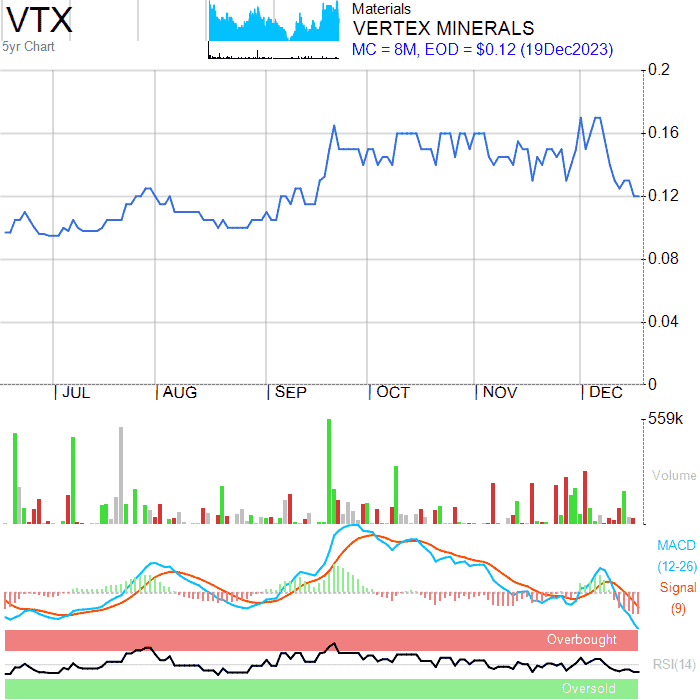 VTX
5yr Chart
Materials
VERTEX MINERALS
MC = 8M, EOD = $0.12 (19Dec2023)
0.2
0.16
0.12
0.08
0.04
0
JUL AUG SEP OCT NOV DEC
559k
Volume
MACD
(12-26)
Signal
(9)
Overbought
RSI(14)
Oversold